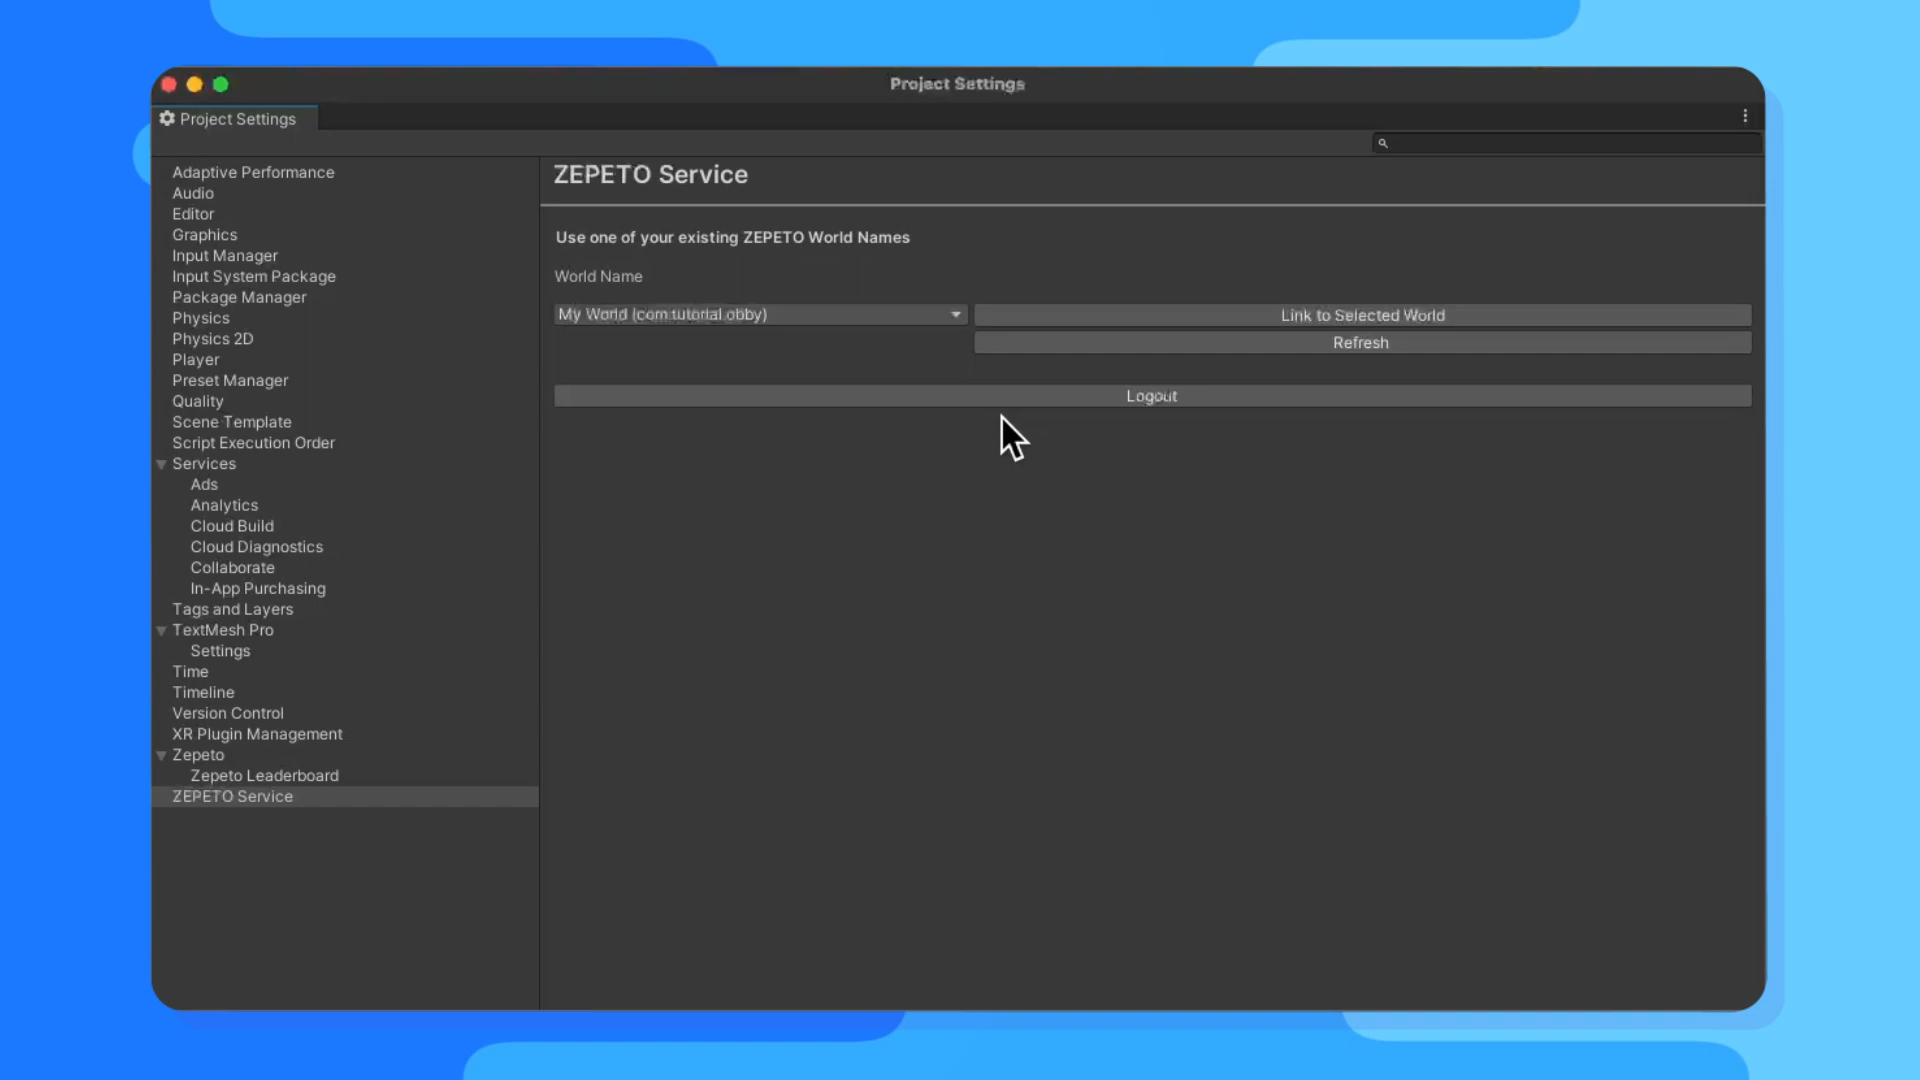 Project Settings
Project Settings
Adaptive Performance
Audio
Editor
Graphics
Input Manager
Input System Package
Package Manager
Physics
Physics 2D
Player
Preset Manager
Quality
Scene Template
Script Execution Order
Services
Ads
Analytics
Cloud Build
Cloud Diagnostics
Collaborate
In-App Purchasing
Tags and Layers
TextMesh Pro
Settings
Time
Timeline
Version Control
XR Plugin Management
Zepeto
Zepeto Leaderboard
ZEPETO Service
ZEPETO Service
Use one of your existing ZEPETO World Names
World Name
My World (com.tutorial.obby)
Link to Selected World
Refresh
Logout